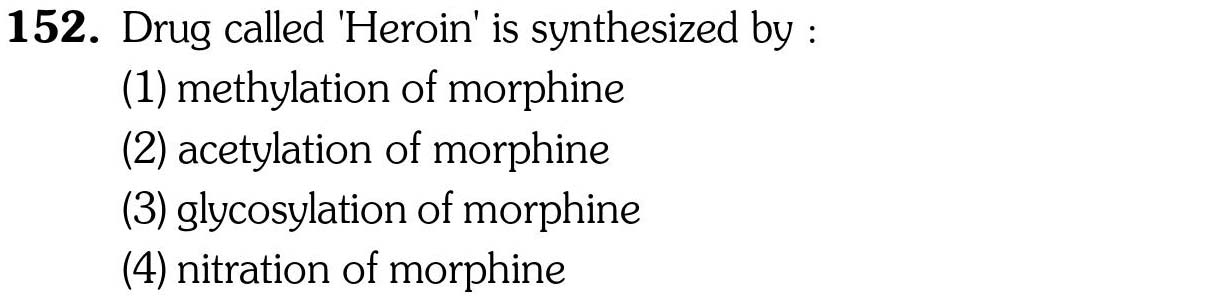 152. Drug called 'Heroin' is synthesized by :
(1) methylation of morphine
(2) acetylation of morphine
(3) glycosylation of morphine
(4) nitration of morphine